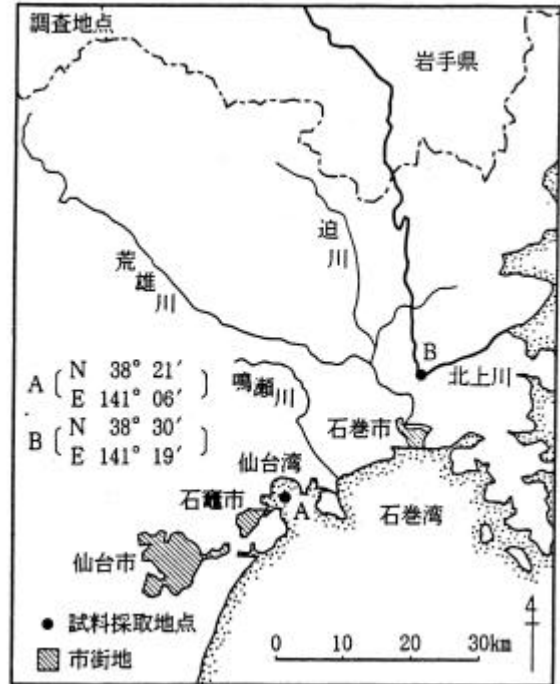 調査地点
岩手県
迫川
荒雄川
A N 38° 21′
E 141° 06′
B N 38° 30′
E 141° 19′
鳴瀬川
B
北上川
石巻市
仙台湾
石竈市
A
石巻湾
仙台市
● 試料採取地点
市街地
0 10 20 30km
4